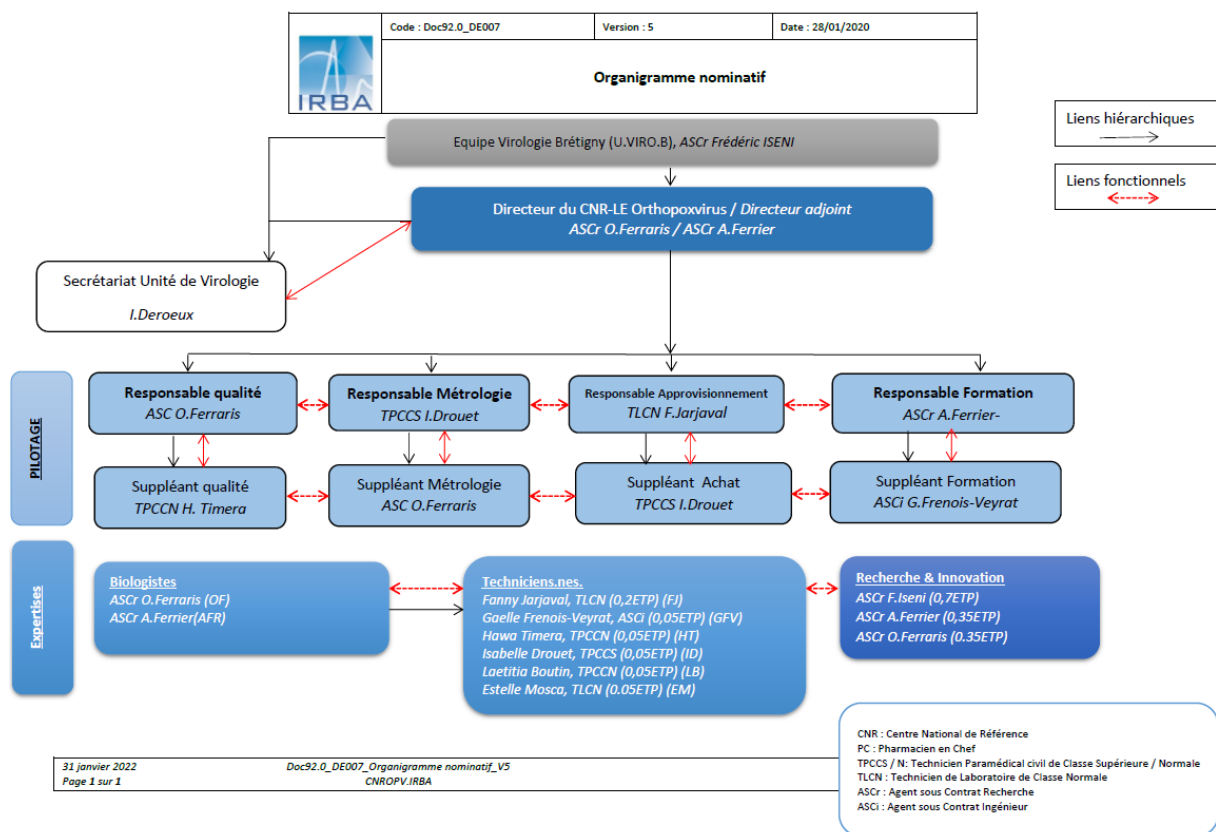 Code : Doc92.0_DE007
Version : 5
Date : 28/01/2020
IRBA
Organigramme nominatif
Liens hiérarchiques
Liens fonctionnels
Equipe Virologie Brétigny (U.VIRO.B), ASCr Frédéric ISENI
Directeur du CNR-LE Orthopoxvirus / Directeur adjoint
ASCr O.Ferraris / ASCr A.Ferrier
Secrétariat Unité de Virologie
I.Deroeux
PILOTAGE
Responsable qualité
ASC O.Ferraris
Responsable Métrologie
TPCCS I.Drouet
Responsable Approvisionnement
TLCN F.Jarjaval
Responsable Formation
ASCr A.Ferrier-
Suppléant qualité
TPCCN H. Timera
Suppléant Métrologie
ASC O.Ferraris
Suppléant Achat
TPCCS I.Drouet
Suppléant Formation
ASCi G.Frenois-Veyrat
Expertises
Biologistes
ASCr O.Ferraris (OF)
ASCr A.Ferrier(AFR)
Techniciens.nes.
Fanny Jarjaval, TLCN (0,2ETP) (FJ)
Gaelle Frenois-Veyrat, ASCi (0,05ETP) (GFV)
Hawa Timera, TPCCN (0,05ETP) (HT)
Isabelle Drouet, TPCCS (0,05ETP) (ID)
Laetitia Boutin, TPCCN (0,05ETP) (LB)
Estelle Mosca, TLCN (0.05ETP) (EM)
Recherche & Innovation
ASCr F.Iseni (0,7ETP)
ASCr A.Ferrier (0,35ETP)
ASCr O.Ferraris (0.35ETP)
31 janvier 2022
Page 1 sur 1
Doc92.0_DE007_Organigramme nominatif_V5
CNROPV.IRBA
CNR : Centre National de Référence
PC : Pharmacien en Chef
TPCCS / N: Technicien Paramédical civil de Classe Supérieure / Normale
TLCN : Technicien de Laboratoire de Classe Normale
ASCr : Agent sous Contrat Recherche
ASCi : Agent sous Contrat Ingénieur